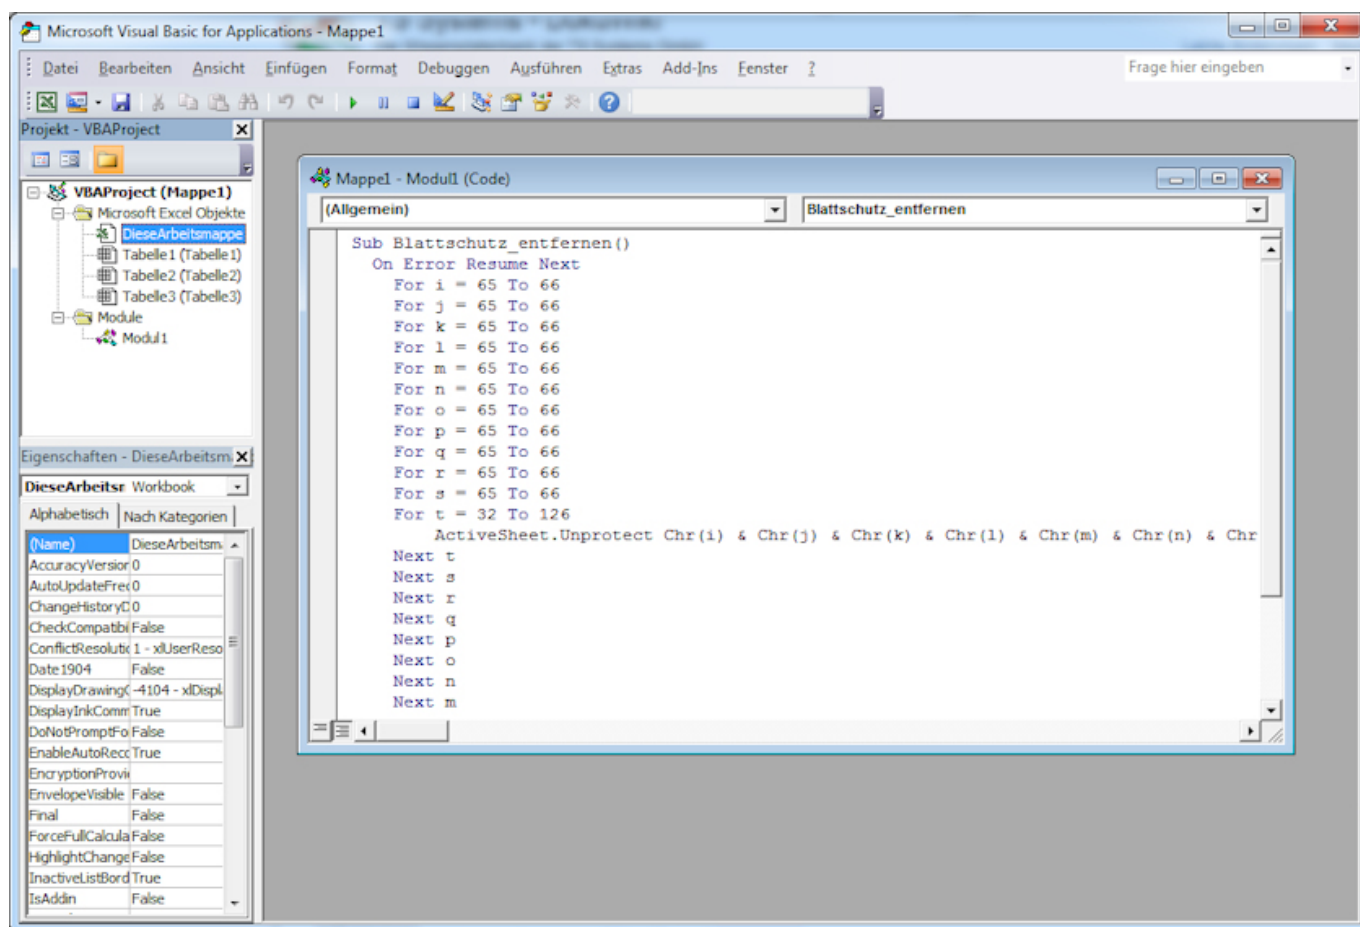 Microsoft Visual Basic for Applications - Mappe1
Datei Bearbeiten Ansicht Einfügen Format Debuggen Ausführen Extras Add-Ins Fenster ?
Frage hier eingeben
Projekt - VBAProject
VBAProject (Mappe1)
Microsoft Excel Objekte
DieseArbeitsmappe
Tabelle1 (Tabelle1)
Tabelle2 (Tabelle2)
Tabelle3 (Tabelle3)
Module
Modul1
Eigenschaften - DieseArbeitsm
DieseArbeitsr Workbook
Alphabetisch Nach Kategorien
(Name) DieseArbeitsm
AccuracyVersior 0
AutoUpdateFrec 0
ChangeHistoryD 0
CheckCompatibi False
ConflictResolutic 1 - xlUserReso
Date1904 False
DisplayDrawingC -4104 - xlDispl
DisplayInkComm True
DoNotPromptFo False
EnableAutoRecc True
EncryptionProvi
EnvelopeVisible False
Final False
ForceFullCalcula False
HighlightChange False
InactiveListBord True
IsAddin False
Mappe1 - Modul1 (Code)
(Allgemein) Blattschutz_entfernen
Sub Blattschutz_entfernen()
On Error Resume Next
For i = 65 To 66
For j = 65 To 66
For k = 65 To 66
For l = 65 To 66
For m = 65 To 66
For n = 65 To 66
For o = 65 To 66
For p = 65 To 66
For q = 65 To 66
For r = 65 To 66
For s = 65 To 66
For t = 32 To 126
ActiveSheet.Unprotect Chr(i) & Chr(j) & Chr(k) & Chr(l) & Chr(m) & Chr(n) & Chr
Next t
Next s
Next r
Next q
Next p
Next o
Next n
Next m